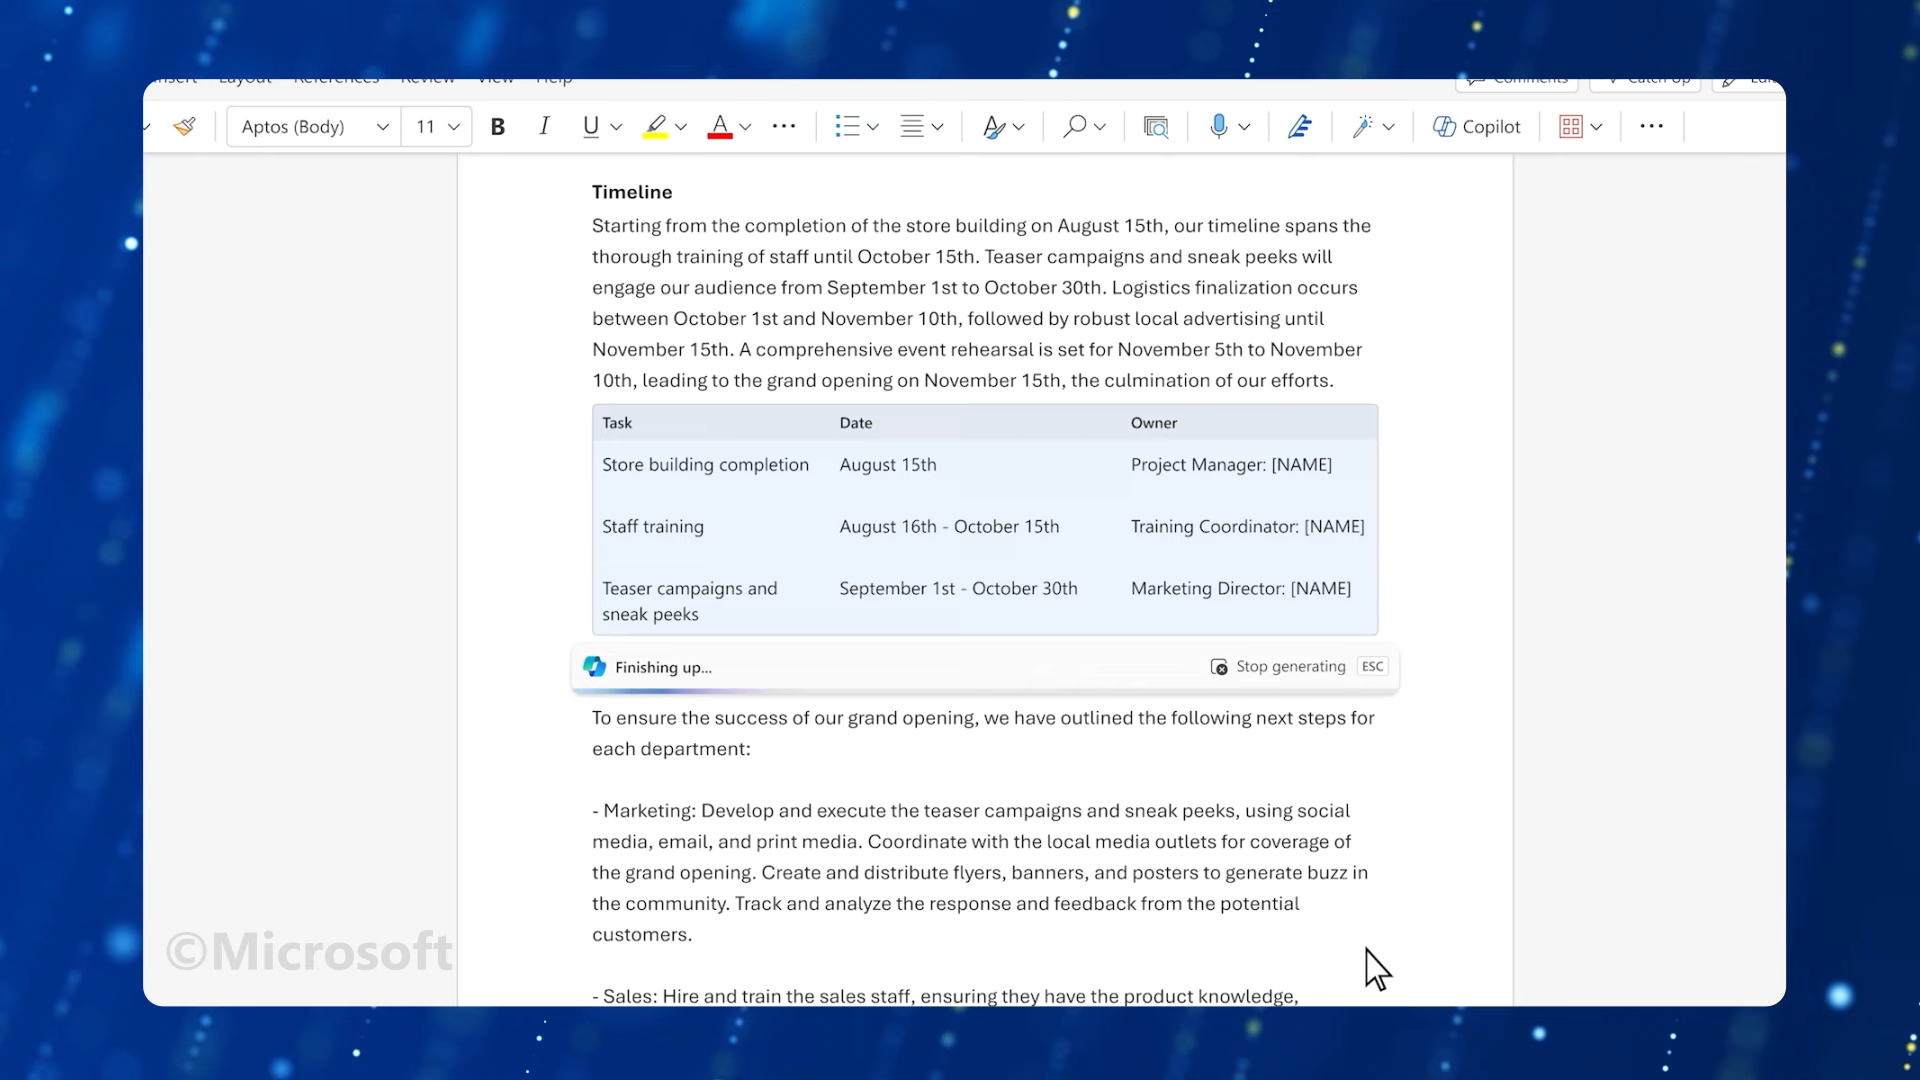 Insert Layout References Review View Help Comments Catch Up
Aptos (Body) 11 B I U A Copilot
Timeline
Starting from the completion of the store building on August 15th, our timeline spans the
thorough training of staff until October 15th. Teaser campaigns and sneak peeks will
engage our audience from September 1st to October 30th. Logistics finalization occurs
between October 1st and November 10th, followed by robust local advertising until
November 15th. A comprehensive event rehearsal is set for November 5th to November
10th, leading to the grand opening on November 15th, the culmination of our efforts.
Task Date Owner
Store building completion August 15th Project Manager: [NAME]
Staff training August 16th - October 15th Training Coordinator: [NAME]
Teaser campaigns and September 1st - October 30th Marketing Director: [NAME]
sneak peeks
Finishing up... Stop generating ESC
To ensure the success of our grand opening, we have outlined the following next steps for
each department:
- Marketing: Develop and execute the teaser campaigns and sneak peeks, using social
media, email, and print media. Coordinate with the local media outlets for coverage of
the grand opening. Create and distribute flyers, banners, and posters to generate buzz in
the community. Track and analyze the response and feedback from the potential
customers.
©Microsoft
- Sales: Hire and train the sales staff, ensuring they have the product knowledge,